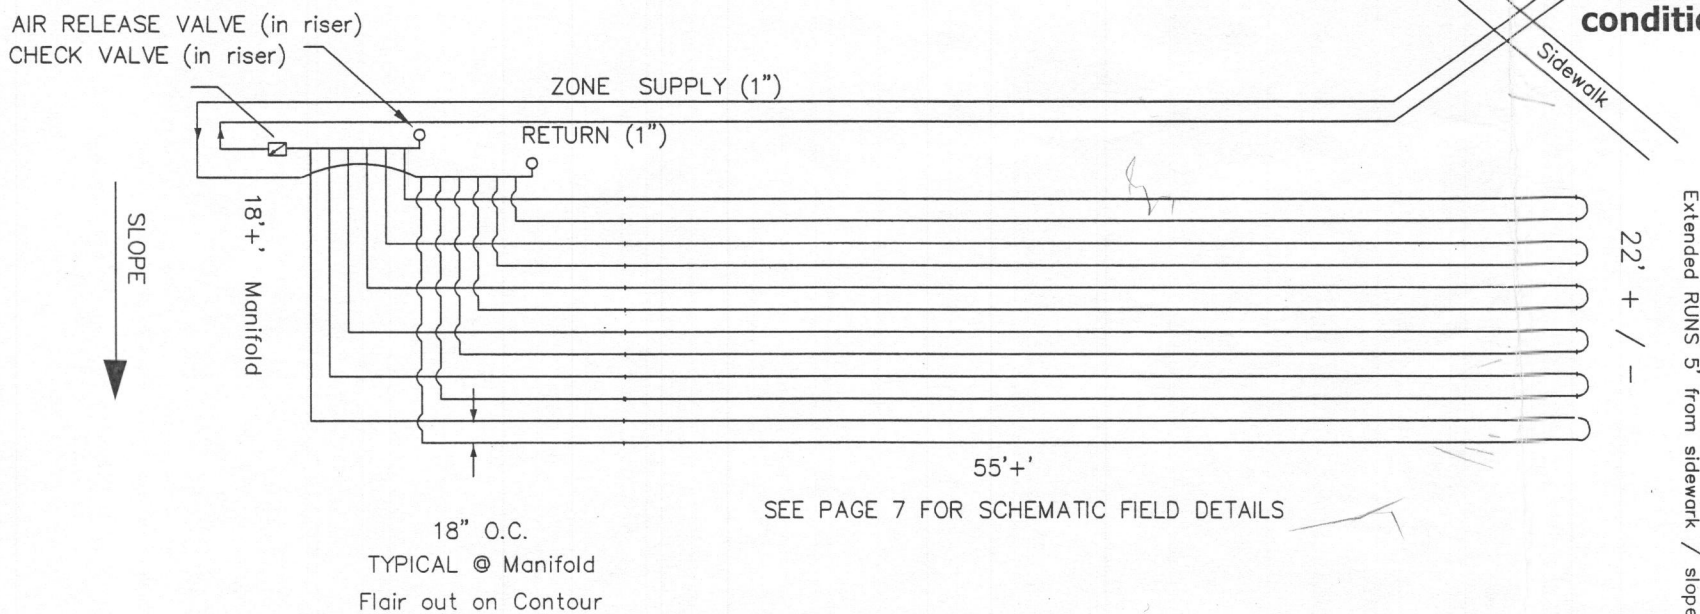 AIR RELEASE VALVE (in riser)
CHECK VALVE (in riser)
conditio
Sidewalk
ZONE SUPPLY (1")
RETURN (1")
SLOPE
18'+' Manifold
22' + / -
Extended RUNS 5' from sidewark / slope
55'+'
SEE PAGE 7 FOR SCHEMATIC FIELD DETAILS
18" O.C.
TYPICAL @ Manifold
Flair out on Contour